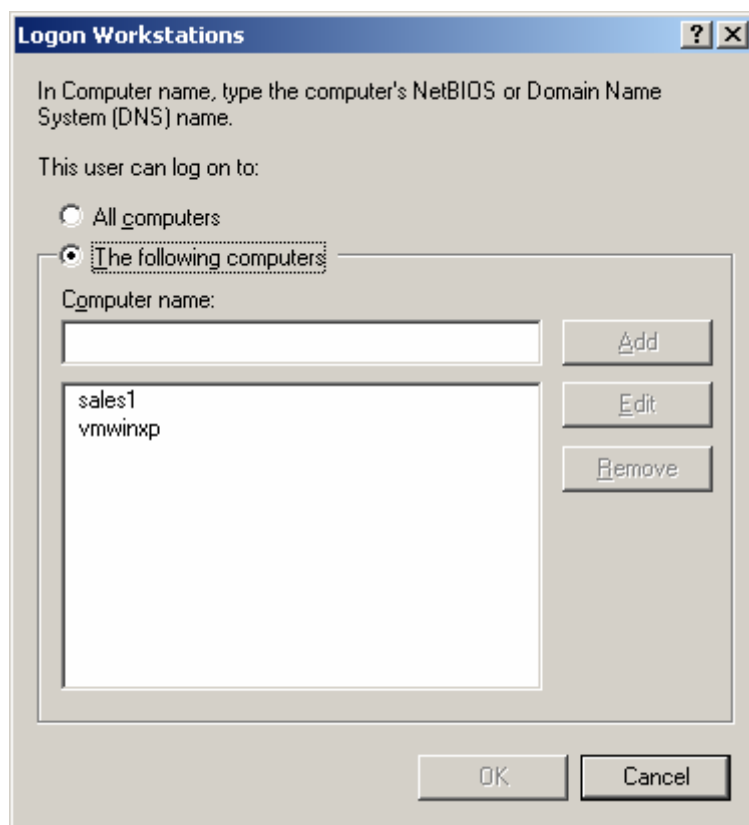 Logon Workstations
In Computer name, type the computer's NetBIOS or Domain Name
System (DNS) name.
This user can log on to:
All computers
The following computers
Computer name:
Add
sales1
vmwinxp
Edit
Remove
OK
Cancel